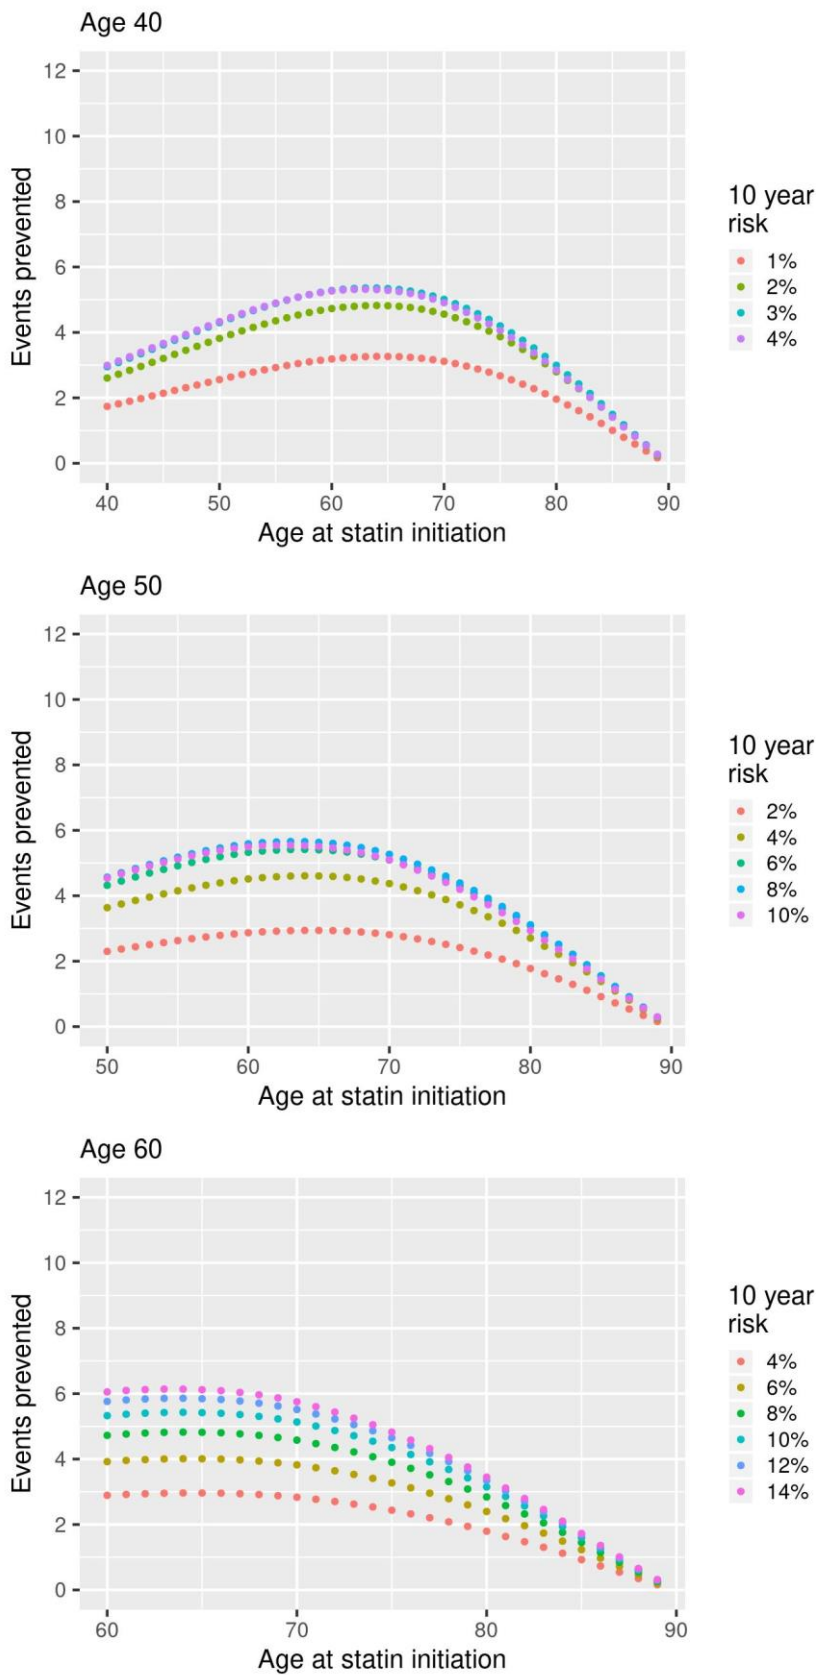 Age 40
12
10
8
6
4
2
0
Events prevented
40 50 60 70 80 90
Age at statin initiation
10 year
risk
1%
2%
3%
4%
Age 50
12
10
8
6
4
2
0
Events prevented
50 60 70 80 90
Age at statin initiation
10 year
risk
2%
4%
6%
8%
10%
Age 60
12
10
8
6
4
2
0
Events prevented
60 70 80 90
Age at statin initiation
10 year
risk
4%
6%
8%
10%
12%
14%